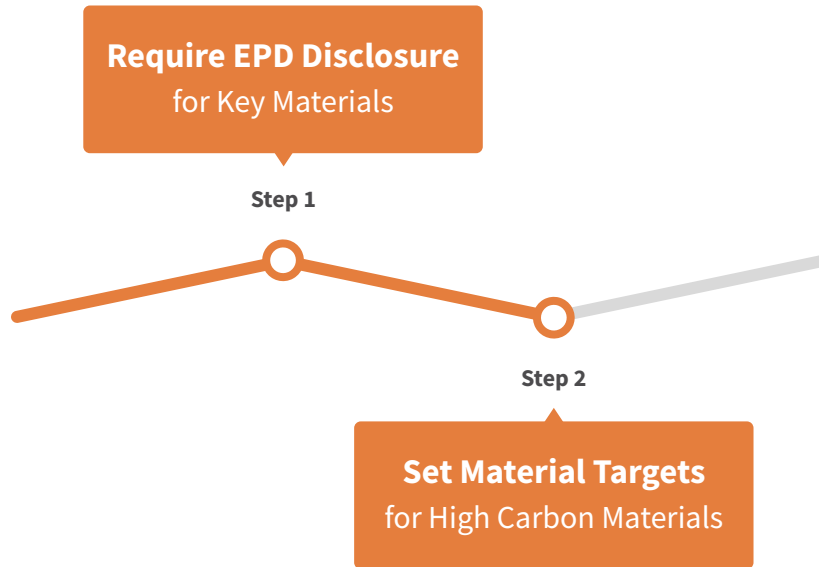 Require EPD Disclosure
for Key Materials
Step 1
Step 2
Set Material Targets
for High Carbon Materials